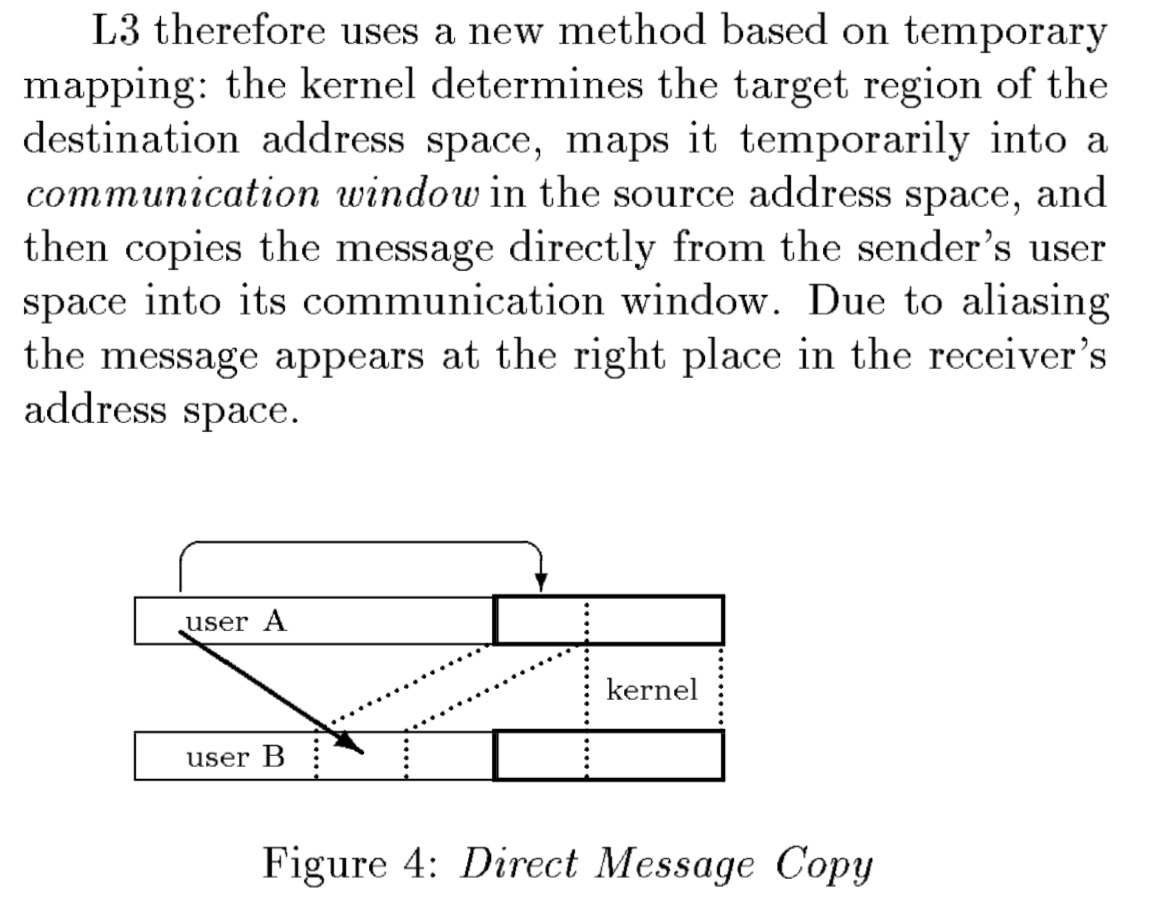 L3 therefore uses a new method based on temporary
mapping: the kernel determines the target region of the
destination address space, maps it temporarily into a
communication window in the source address space, and
then copies the message directly from the sender's user
space into its communication window. Due to aliasing
the message appears at the right place in the receiver's
address space.
user A
kernel
user B
Figure 4: Direct Message Copy